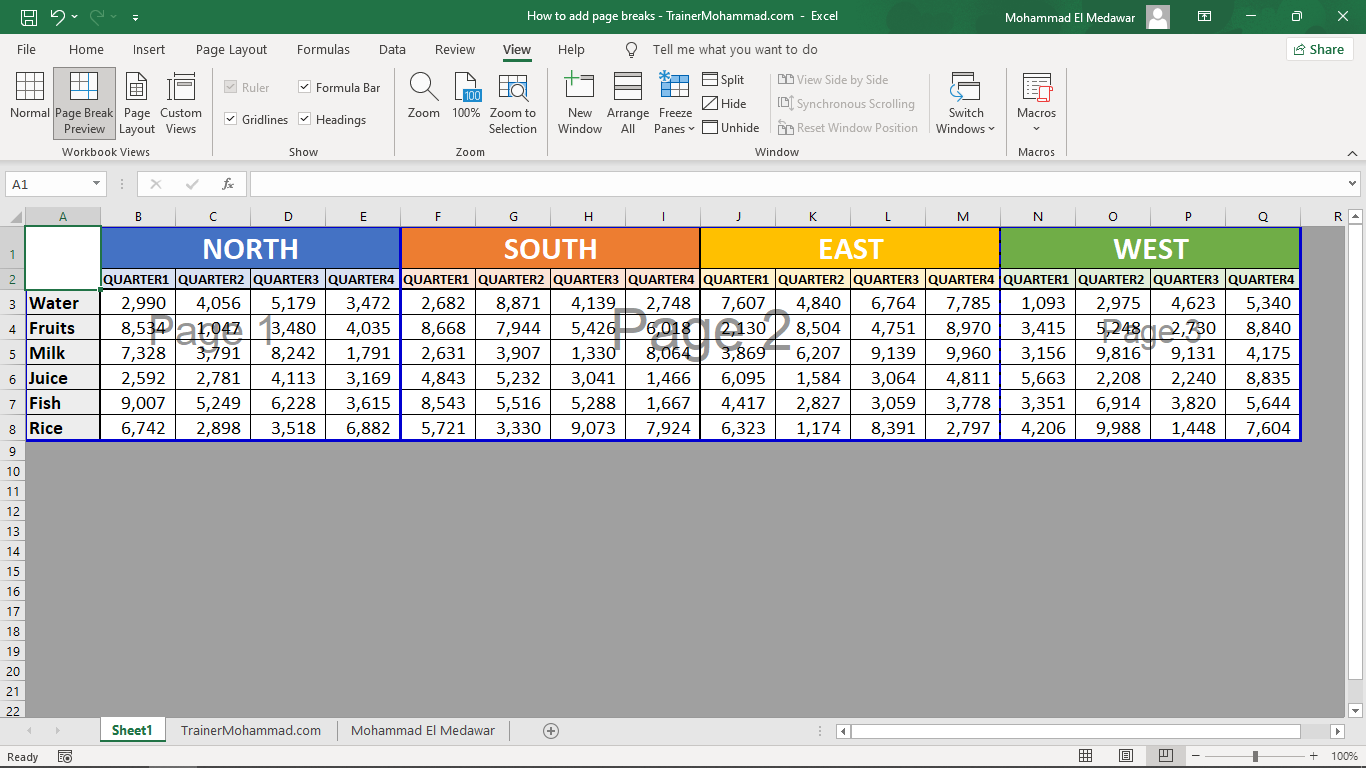 How to add page breaks - TrainerMohammad.com - Excel
Mohammad El Medawar
File Home Insert Page Layout Formulas Data Review View Help Tell me what you want to do
Share
Normal
Page Break Preview
Page Layout
Custom Views
Workbook Views
Ruler
Formula Bar
Gridlines
Headings
Show
Zoom
100
100%
Zoom to Selection
Zoom
New Window
Arrange All
Freeze Panes
Split
Hide
Unhide
View Side by Side
Synchronous Scrolling
Reset Window Position
Switch Windows
Window
Macros
Macros
A1
fx
A B C D E F G H I J K L M N O P Q R
1 NORTH SOUTH EAST WEST
2 QUARTER1 QUARTER2 QUARTER3 QUARTER4 QUARTER1 QUARTER2 QUARTER3 QUARTER4 QUARTER1 QUARTER2 QUARTER3 QUARTER4 QUARTER1 QUARTER2 QUARTER3 QUARTER4
3 Water 2,990 4,056 5,179 3,472 2,682 8,871 4,139 2,748 7,607 4,840 6,764 7,785 1,093 2,975 4,623 5,340
4 Fruits 8,534 1,047 3,480 4,035 8,668 7,944 5,426 6,018 2,130 8,504 4,751 8,970 3,415 5,248 2,730 8,840
Page 1 Page 2 Page 3
5 Milk 7,328 3,791 8,242 1,791 2,631 3,907 1,330 8,064 3,869 6,207 9,139 9,960 3,156 9,816 9,131 4,175
6 Juice 2,592 2,781 4,113 3,169 4,843 5,232 3,041 1,466 6,095 1,584 3,064 4,811 5,663 2,208 2,240 8,835
7 Fish 9,007 5,249 6,228 3,615 8,543 5,516 5,288 1,667 4,417 2,827 3,059 3,778 3,351 6,914 3,820 5,644
8 Rice 6,742 2,898 3,518 6,882 5,721 3,330 9,073 7,924 6,323 1,174 8,391 2,797 4,206 9,988 1,448 7,604
9
10
11
12
13
14
15
16
17
18
19
20
21
22
Sheet1 TrainerMohammad.com Mohammad El Medawar
Ready
100%